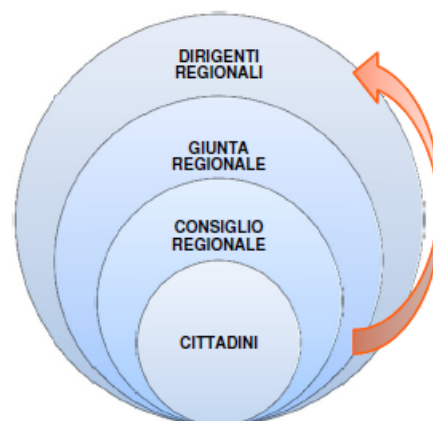 DIRIGENTI
REGIONALI
GIUNTA
REGIONALE
CONSIGLIO
REGIONALE
CITTADINI